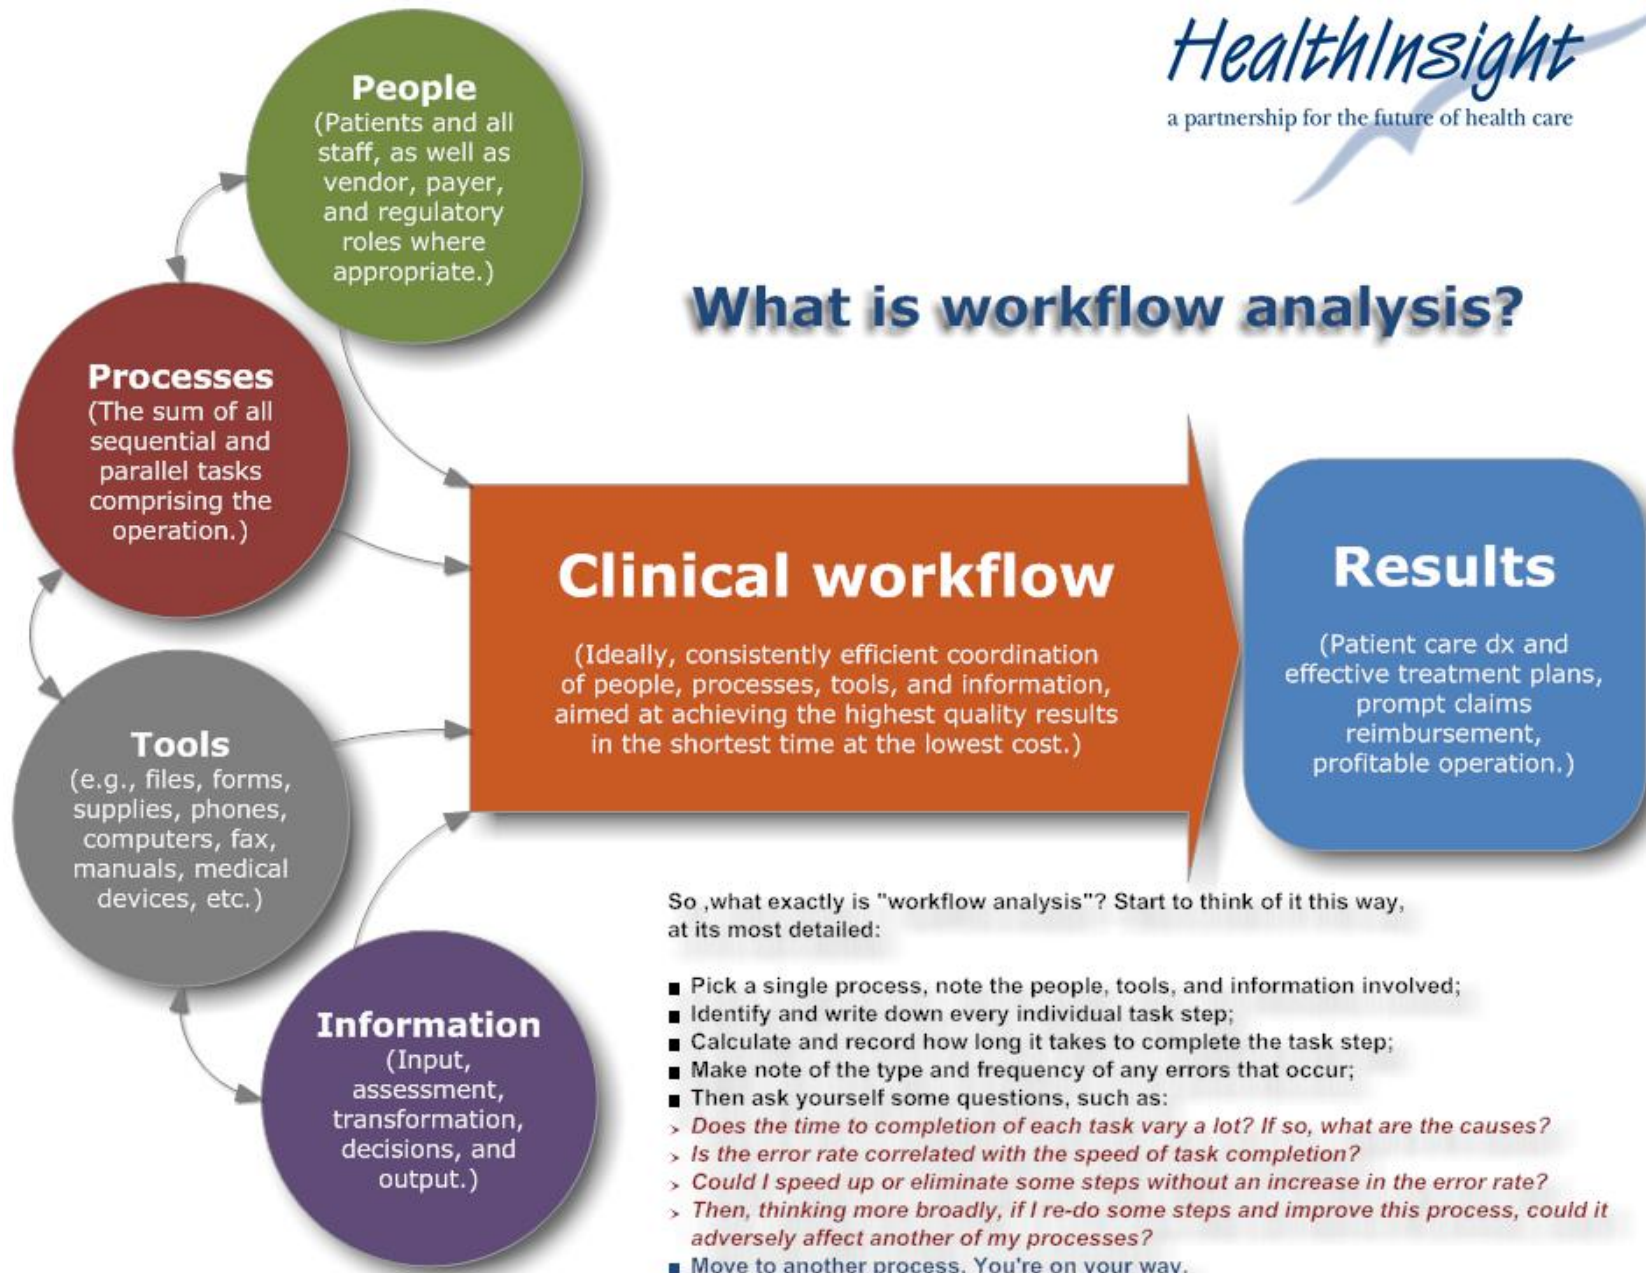 HealthInsight
a partnership for the future of health care
People
(Patients and all
staff, as well as
vendor, payer,
and regulatory
roles where
appropriate.)
What is workflow analysis?
Processes
(The sum of all
sequential and
parallel tasks
comprising the
operation.)
Clinical workflow
(Ideally, consistently efficient coordination
of people, processes, tools, and information,
aimed at achieving the highest quality results
in the shortest time at the lowest cost.)
Results
(Patient care dx and
effective treatment plans,
prompt claims
reimbursement,
profitable operation.)
Tools
(e.g., files, forms,
supplies, phones,
computers, fax,
manuals, medical
devices, etc.)
Information
(Input,
assessment,
transformation,
decisions, and
output.)
So ,what exactly is "workflow analysis"? Start to think of it this way,
at its most detailed:
■ Pick a single process, note the people, tools, and information involved;
■ Identify and write down every individual task step;
■ Calculate and record how long it takes to complete the task step;
■ Make note of the type and frequency of any errors that occur;
■ Then ask yourself some questions, such as:
> Does the time to completion of each task vary a lot? If so, what are the causes?
> Is the error rate correlated with the speed of task completion?
> Could I speed up or eliminate some steps without an increase in the error rate?
> Then, thinking more broadly, if I re-do some steps and improve this process, could it
adversely affect another of my processes?
■ Move to another process. You're on your way.